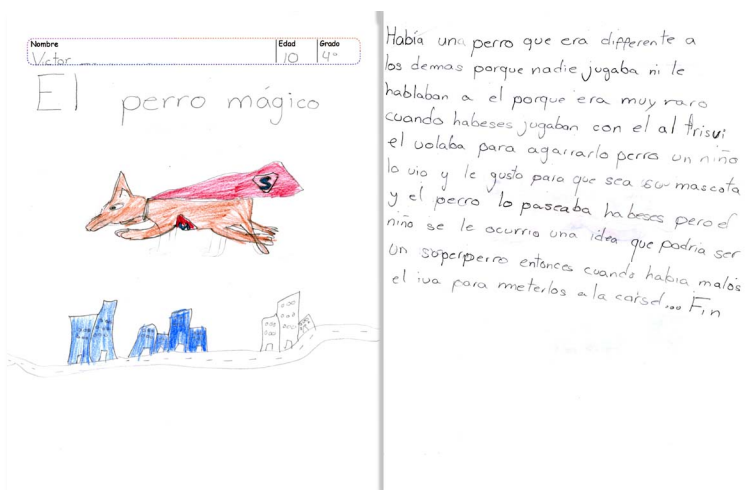 Nombre
Victor
Edad
10
Grado
4º
El perro mágico
S
Había una perro que era differente a
los demas porque nadie jugaba ni le
hablaban a el porque era muy raro
cuando habeses jugaban con el al frisvi
el volaba para agarrarlo perro un niño
lo vio y le gusto para que sea su mascota
y el perro lo paseaba habeses pero el
niño se le ocurrio una idea que podria ser
un soperperro entonces cuando habia malos
el iva para meterlos a la carsel... Fin